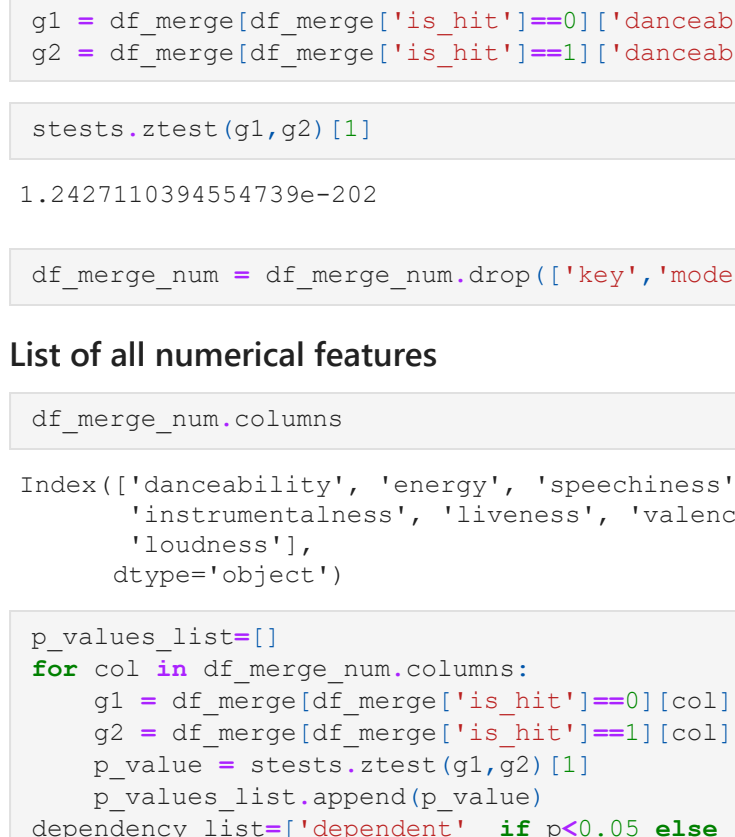 g1 = df_merge[df_merge['is_hit']==0]['danceab
g2 = df_merge[df_merge['is_hit']==1]['danceab
stests.ztest(g1,g2)[1]
1.2427110394554739e-202
df_merge_num = df_merge_num.drop(['key','mode
List of all numerical features
df_merge_num.columns
Index(['danceability', 'energy', 'speechiness'
       'instrumentalness', 'liveness', 'valenc
       'loudness'],
      dtype='object')
p_values_list=[]
for col in df_merge_num.columns:
    g1 = df_merge[df_merge['is_hit']==0][col]
    g2 = df_merge[df_merge['is_hit']==1][col]
    p_value = stests.ztest(g1,g2)[1]
    p_values_list.append(p_value)
dependency_list=['dependent'  if p<0.05 else